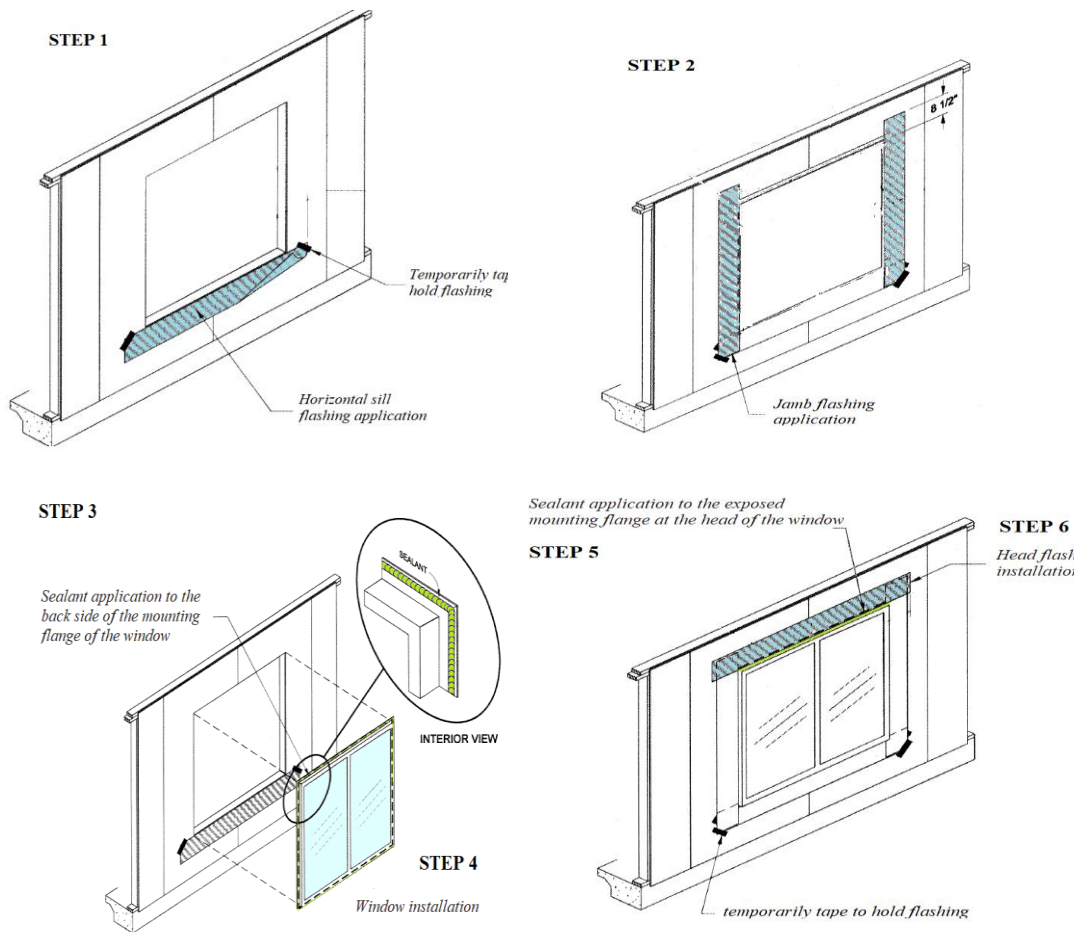 STEP 1
Temporarily tap
hold flashing
Horizontal sill
flashing application
STEP 2
8 1/2"
Jamb flashing
application
STEP 3
Sealant application to the
back side of the mounting
flange of the window
SEALANT
INTERIOR VIEW
STEP 4
Window installation
Sealant application to the exposed
mounting flange at the head of the window
STEP 5
STEP 6
Head flas
installation
temporarily tape to hold flashing